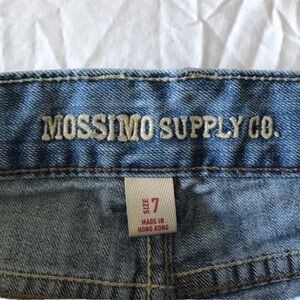 MOSSIMO SUPPLY CO.
SIZE 7
MADE IN
HONG KONG